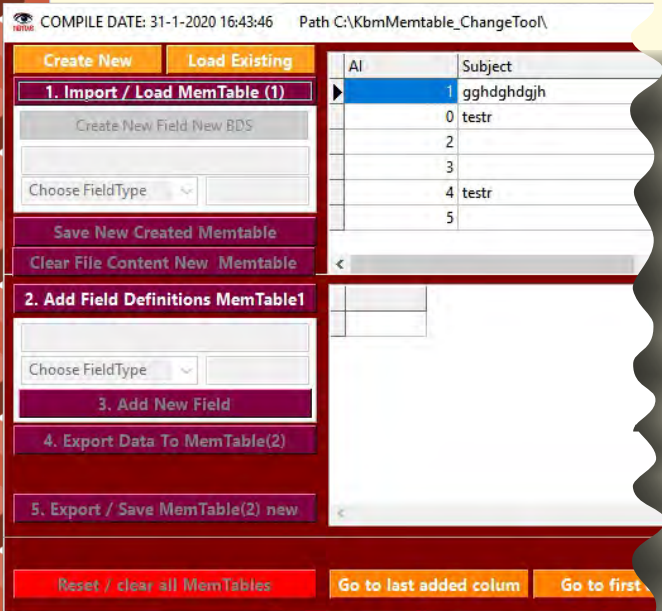 COMPILE DATE: 31-1-2020 16:43:46 Path C:\KbmMemtable_ChangeTool\
Create New Load Existing
1. Import / Load MemTable (1)
Create New Field New BDS
Choose FieldType
Save New Created Memtable
Clear File Content New Memtable
AI Subject
1 gghdghdgjh
0 testr
2
3
4 testr
5
2. Add Field Definitions MemTable1
Choose FieldType
3. Add New Field
4. Export Data To MemTable(2)
5. Export / Save MemTable(2) new
Reset / clear all MemTables
Go to last added colum Go to first